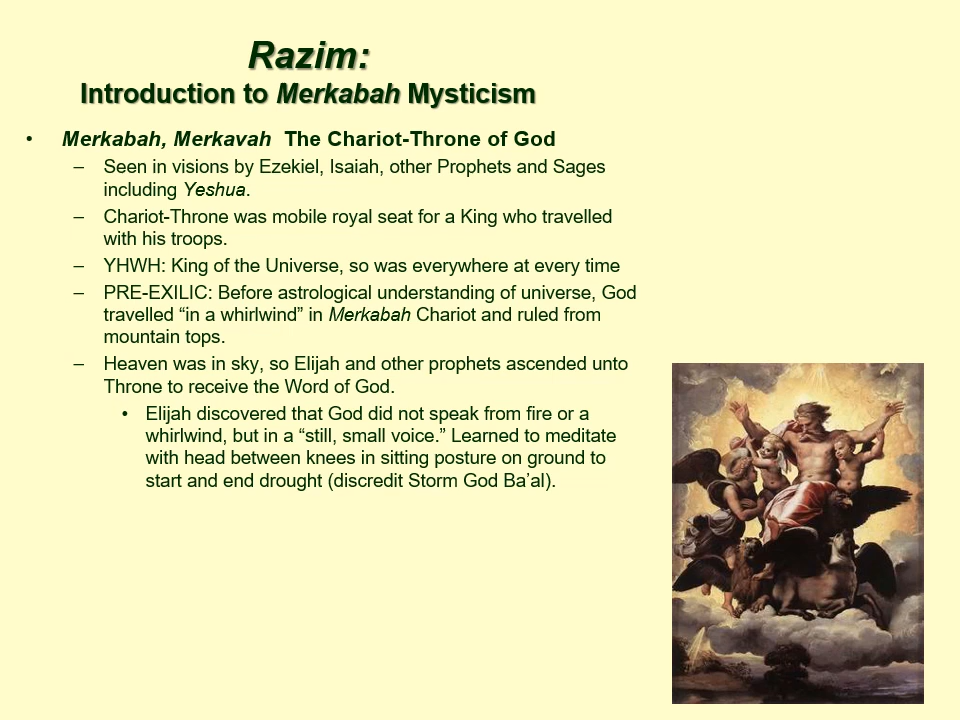 Razim:
Introduction to Merkabah Mysticism
• Merkabah, Merkavah  The Chariot-Throne of God
– Seen in visions by Ezekiel, Isaiah, other Prophets and Sages
including Yeshua.
– Chariot-Throne was mobile royal seat for a King who travelled
with his troops.
– YHWH: King of the Universe, so was everywhere at every time
– PRE-EXILIC: Before astrological understanding of universe, God
travelled “in a whirlwind” in Merkabah Chariot and ruled from
mountain tops.
– Heaven was in sky, so Elijah and other prophets ascended unto
Throne to receive the Word of God.
• Elijah discovered that God did not speak from fire or a
whirlwind, but in a “still, small voice.” Learned to meditate
with head between knees in sitting posture on ground to
start and end drought (discredit Storm God Ba’al).